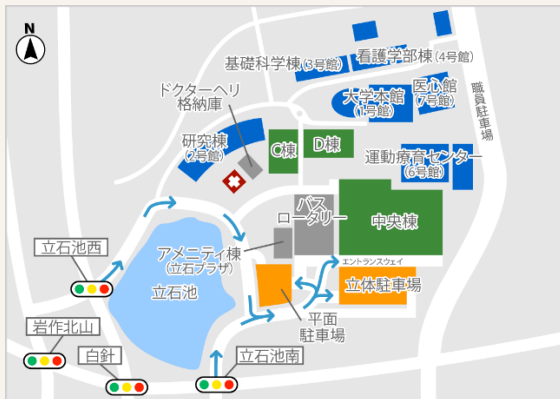 N
基礎科学棟(3号館)
看護学部棟(4号館)
ドクターヘリ
格納庫
大学本館
(1号館)
医心館
(7号館)
職員駐車場
研究棟
(2号館)
C棟
D棟
運動療育センター
(6号館)
バス
ロータリー
中央棟
アメニティ棟
(立石プラザ)
エントランスウェイ
立石池西
立石池
立体駐車場
平面
駐車場
岩作北山
白針
立石池南